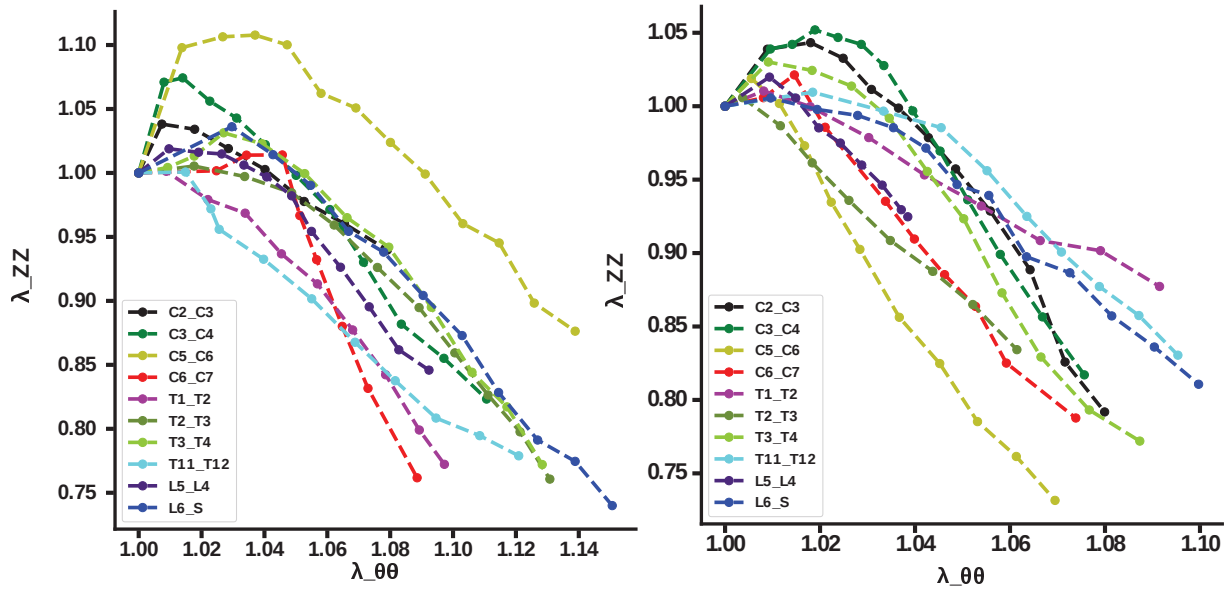 1.10
1.05
1.00
0.95
0.90
0.85
0.80
0.75
λ_ZZ
C2_C3
C3_C4
C5_C6
C6_C7
T1_T2
T2_T3
T3_T4
T11_T12
L5_L4
L6_S
1.00 1.02 1.04 1.06 1.08 1.10 1.12 1.14
λ_θθ
1.05
1.00
0.95
0.90
0.85
0.80
0.75
λ_ZZ
C2_C3
C3_C4
C5_C6
C6_C7
T1_T2
T2_T3
T3_T4
T11_T12
L5_L4
L6_S
1.00 1.02 1.04 1.06 1.08 1.10
λ_θθ